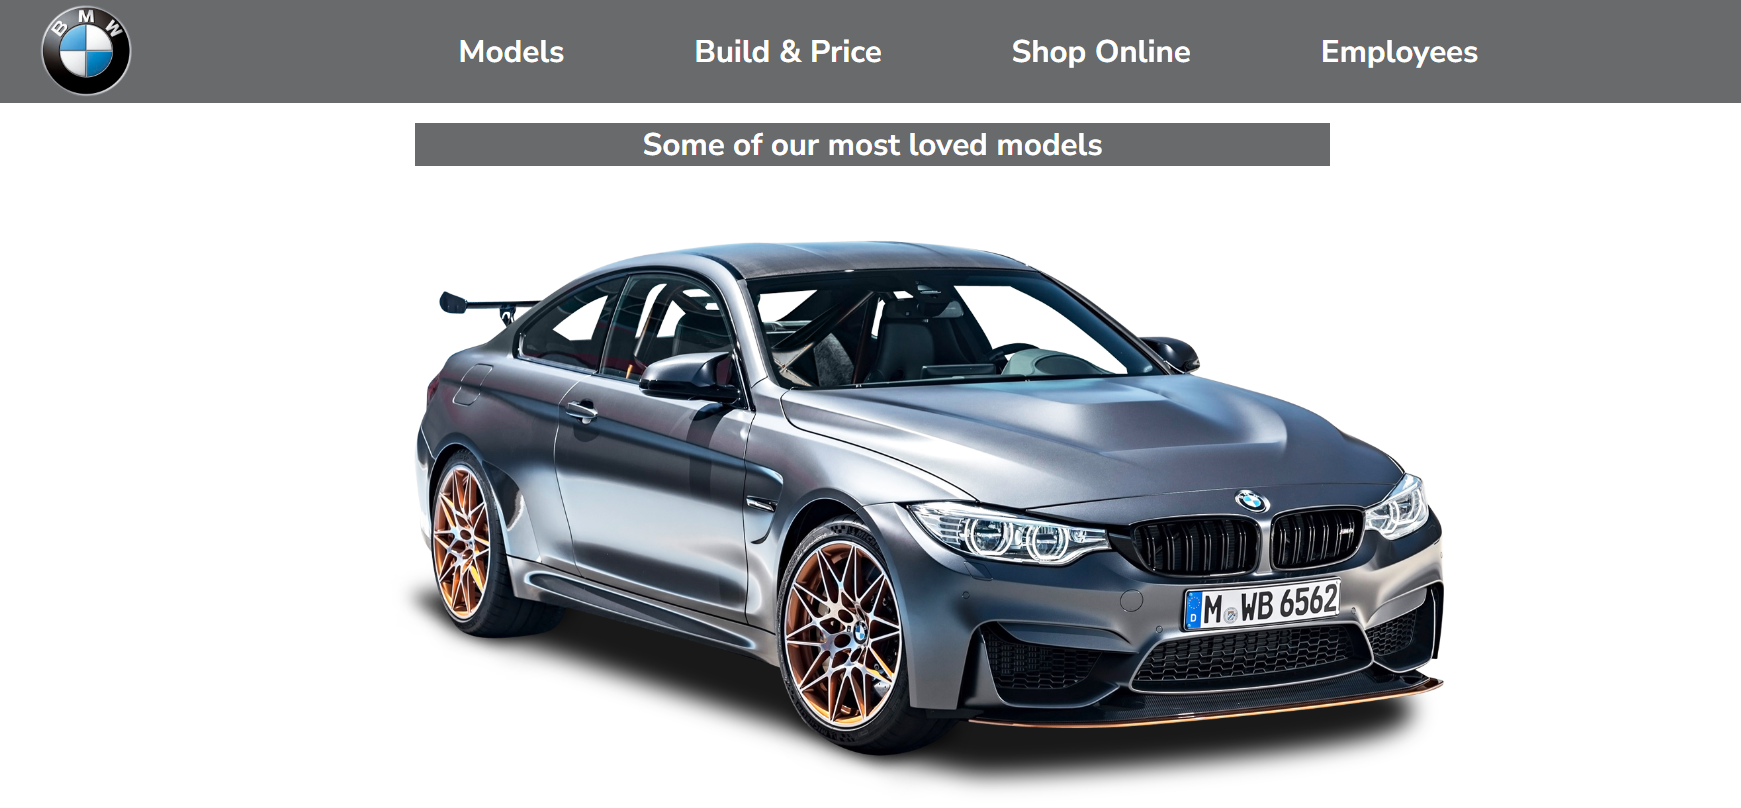 BMW
Models Build & Price Shop Online Employees
Some of our most loved models
M WB 6562
D